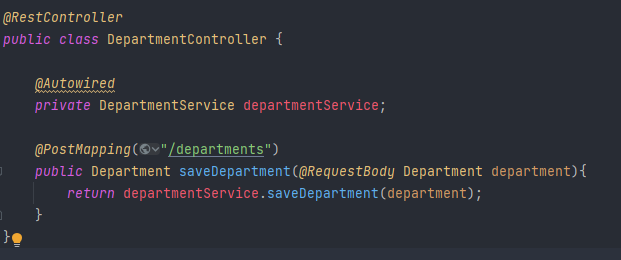 @RestController
public class DepartmentController {
@Autowired
private DepartmentService departmentService;
@PostMapping("/departments")
public Department saveDepartment(@RequestBody Department department){
return departmentService.saveDepartment(department);
}
}